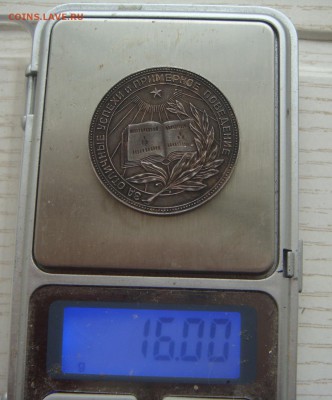 COINS.LAVE.RU
ЗА ОТЛИЧНЫЕ УСПЕХИ И ПРИМЕРНОЕ ПОВЕДЕНИЕ
16.00
g